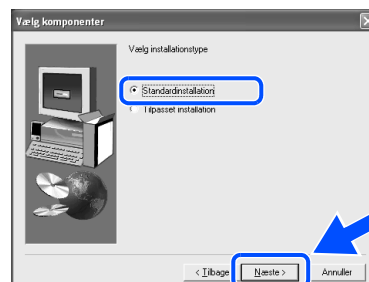 Vælg komponenter
Vælg installationstype
Standardinstallation
Tilpasset installation
< Tilbage
Næste >
Annuller